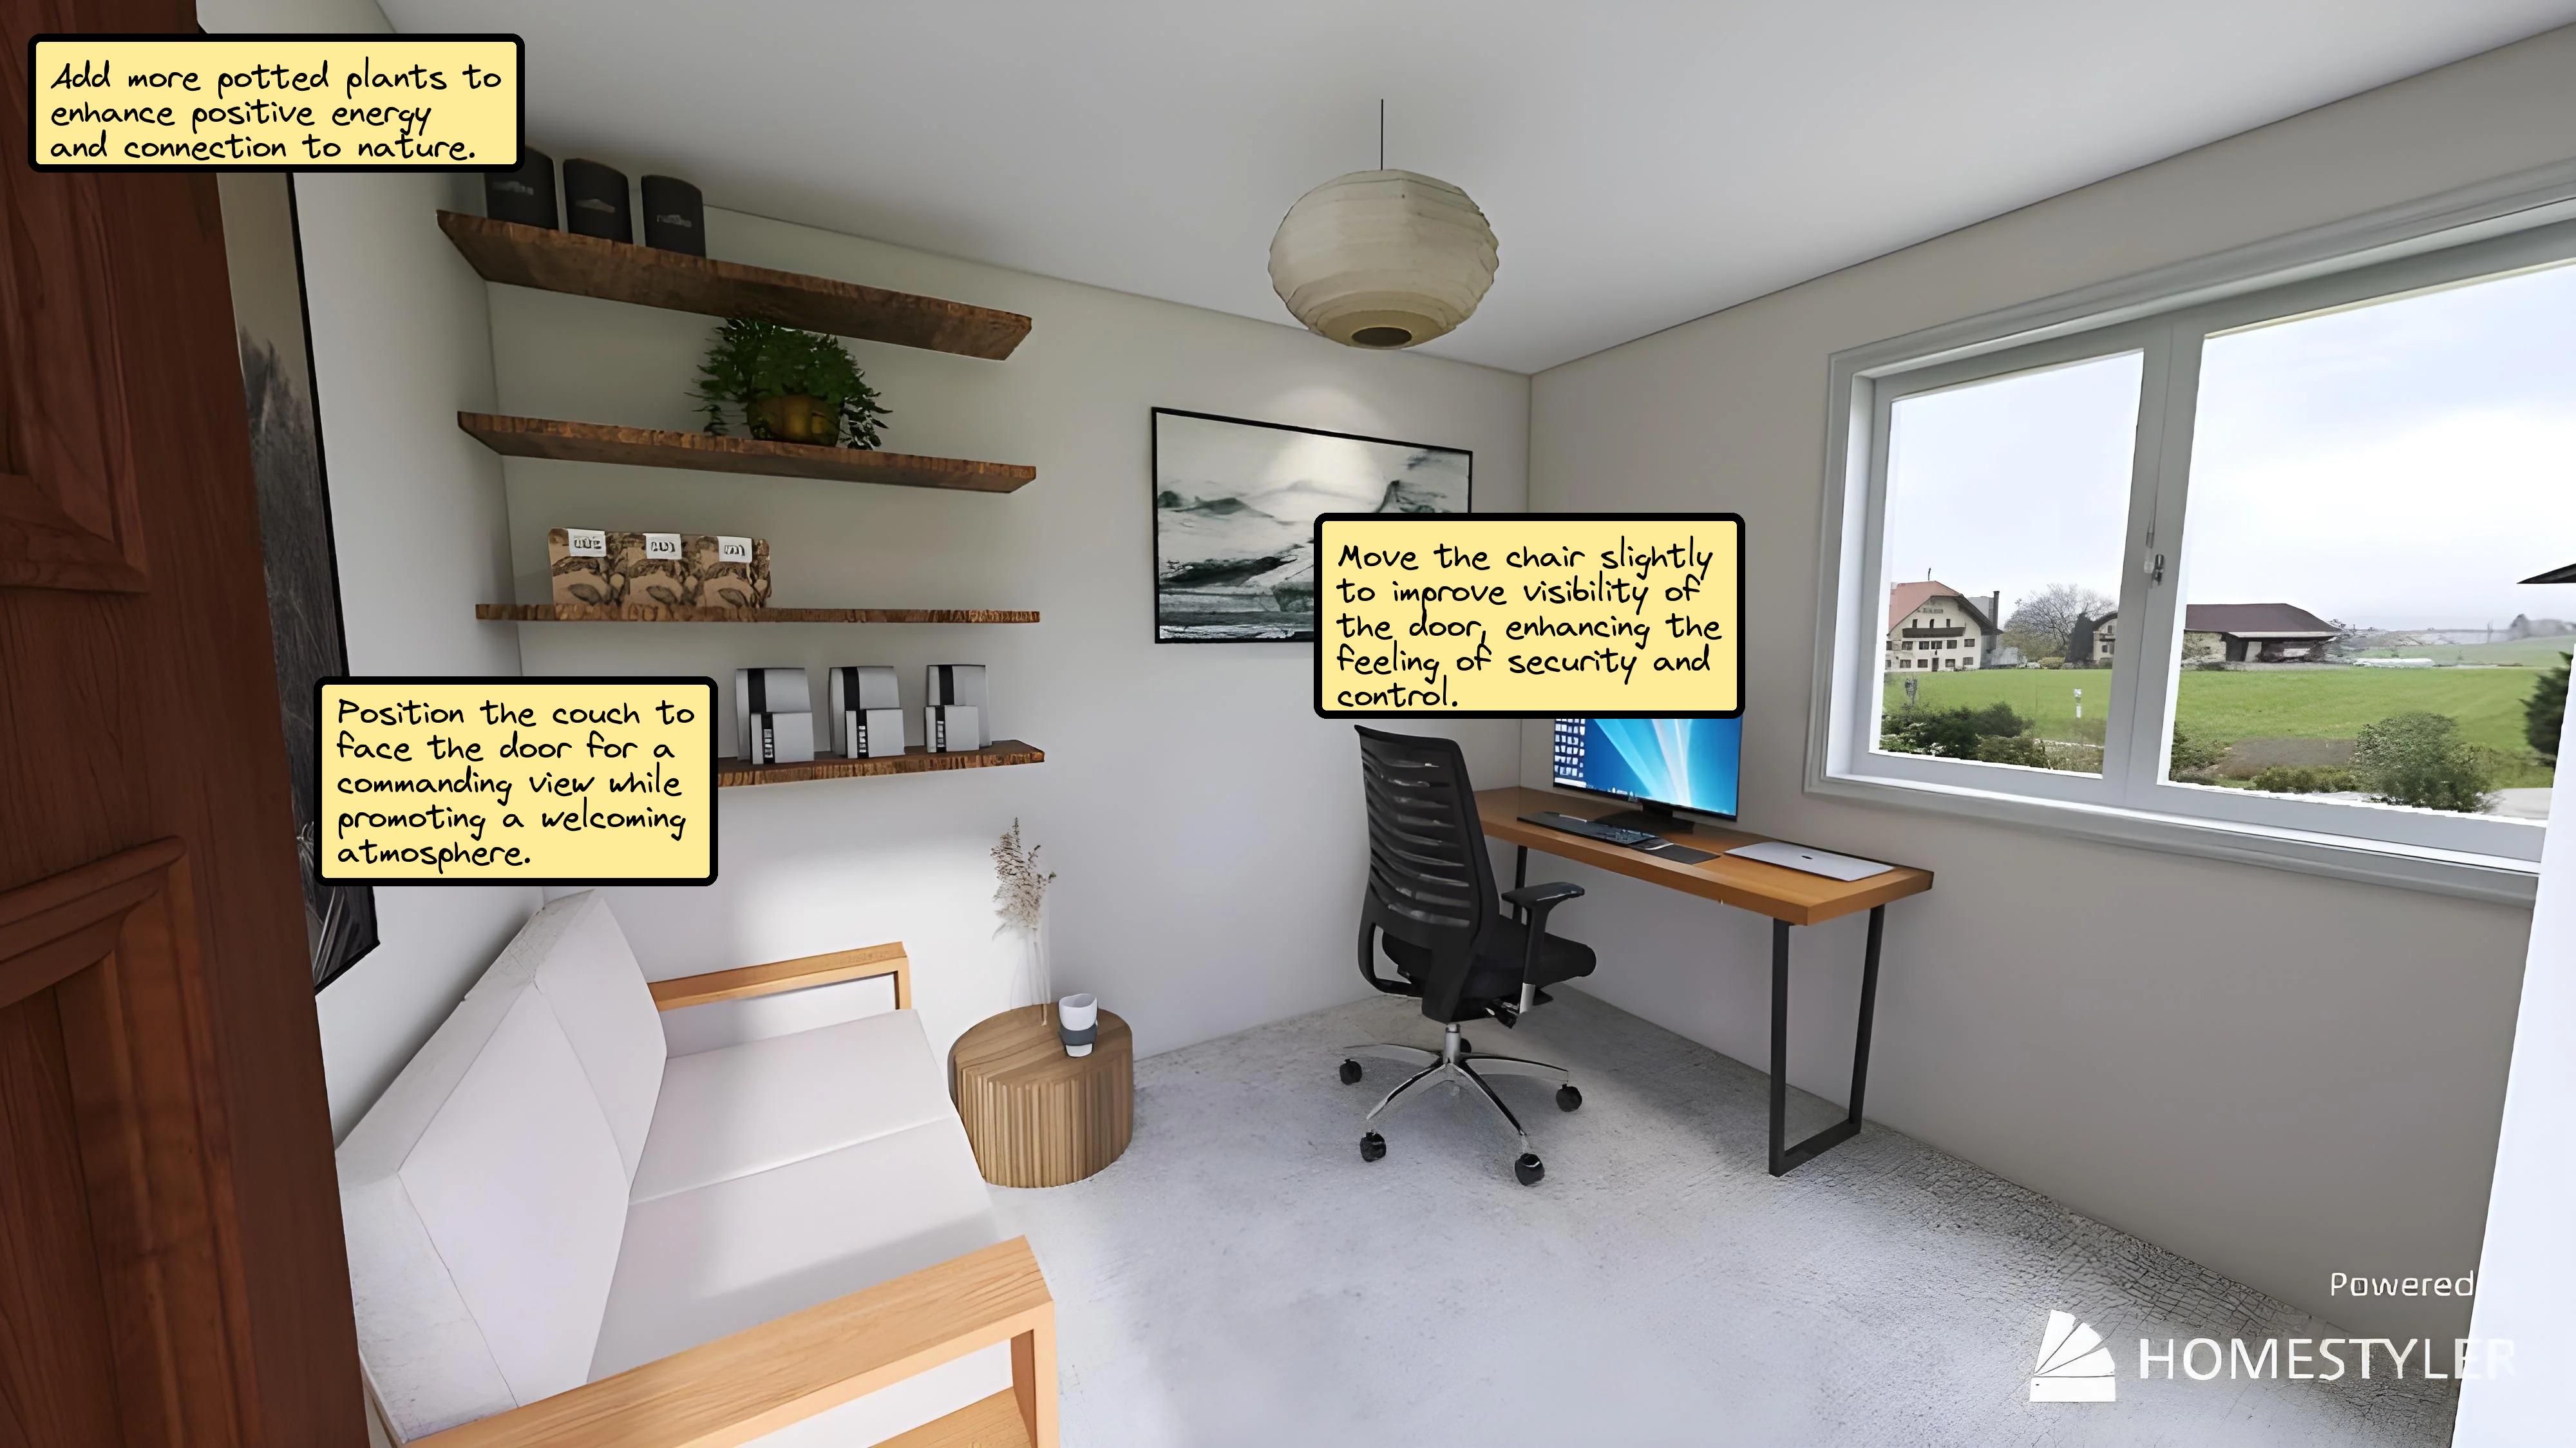 Add more potted plants to
enhance positive energy
and connection to nature.
Move the chair slightly
to improve visibility of
the door, enhancing the
feeling of security and
control.
Position the couch to
face the door for a
commanding view while
promoting a welcoming
atmosphere.
Powered
HOMESTYLER